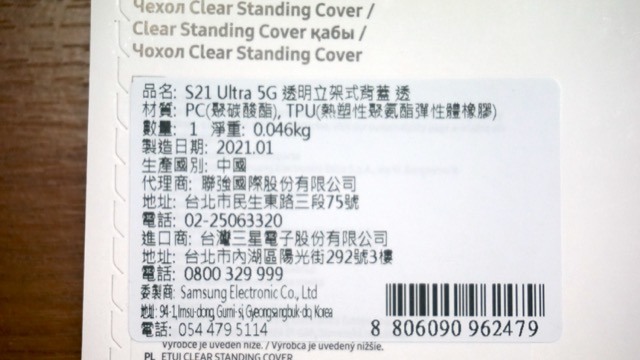 Чехол Clear Standing Cover /
Clear Standing Cover қабы /
Чохол Clear Standing Cover
品名: S21 Ultra 5G 透明立架式背蓋 透
材質: PC(聚碳酸酯), TPU(熱塑性聚氨酯彈性體橡膠)
數量: 1 淨重: 0.046kg
製造日期: 2021.01
生產國別: 中國
代理商: 聯強國際股份有限公司
地址: 台北市民生東路三段75號
電話: 02-25063320
進口商: 台灣三星電子股份有限公司
地址: 台北市內湖區陽光街292號3樓
電話: 0800 329 999
委製商: Samsung Electronic Co., Ltd
地址: 94-1, Imsu-dong, Gumi-si, Gyeongsangbuk-do, Korea
電話: 054 479 5114
8 806090 962479
Výrobce je uveden níže. / Výrobca je uvedený nižšie.
PL ETUI CLEAR STANDING COVER